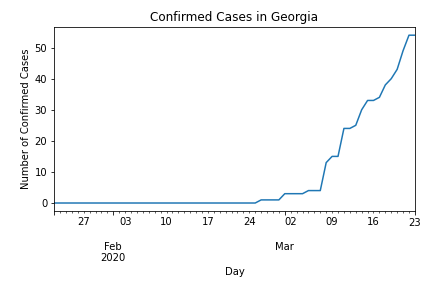 Confirmed Cases in Georgia
Number of Confirmed Cases
50
40
30
20
10
0
27 03 10 17 24 02 09 16 23
Feb Mar
2020
Day